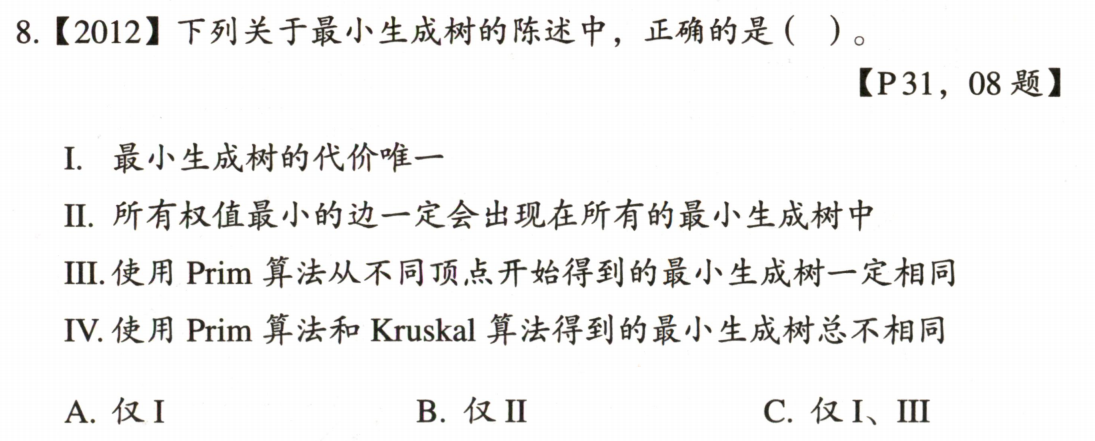 8.【2012】下列关于最小生成树的陈述中，正确的是（ ）。
【P31，08 题】
I. 最小生成树的代价唯一
II. 所有权值最小的边一定会出现在所有的最小生成树中
III. 使用 Prim 算法从不同顶点开始得到的最小生成树一定相同
IV. 使用 Prim 算法和 Kruskal 算法得到的最小生成树总不相同
A. 仅 I B. 仅 II C. 仅 I、III